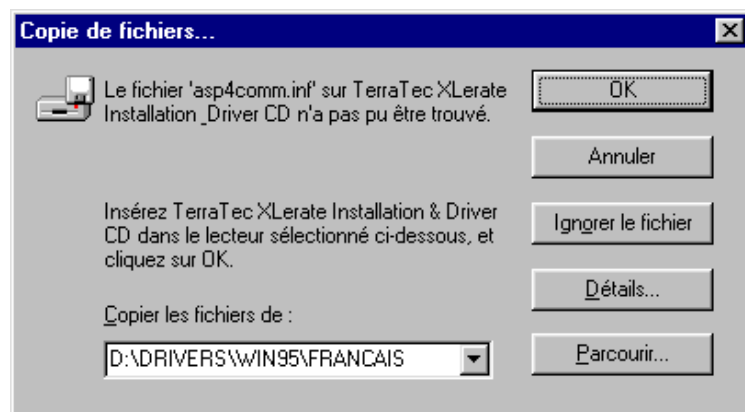 Copie de fichiers...
Le fichier 'asp4comm.inf' sur TerraTec XLerate
Installation _Driver CD n'a pas pu être trouvé.
OK
Annuler
Insérez TerraTec XLerate Installation & Driver
CD dans le lecteur sélectionné ci-dessous, et
cliquez sur OK.
Ignorer le fichier
Détails...
Copier les fichiers de :
D:\DRIVERS\WIN95\FRANCAIS
Parcourir...